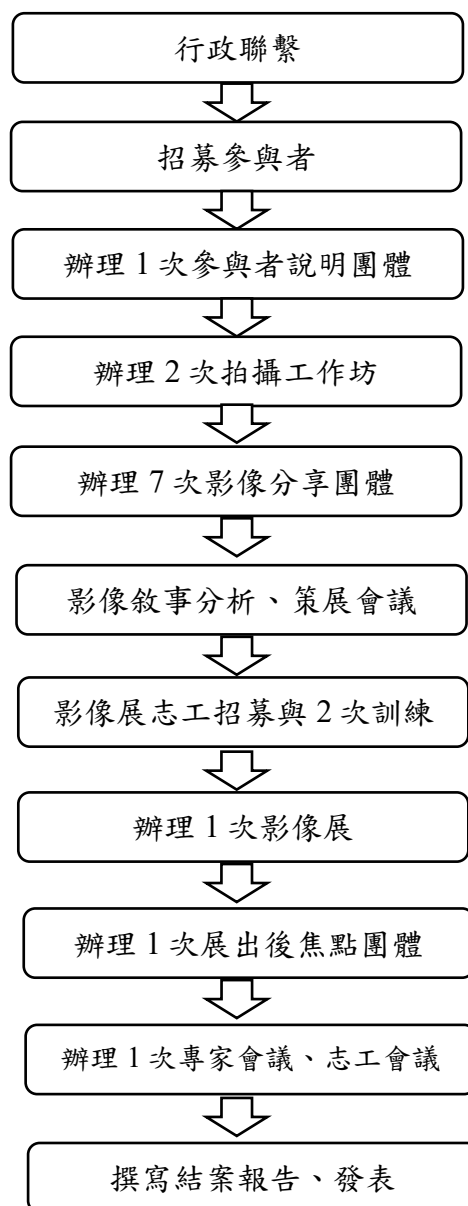 行政聯繫
招募參與者
辦理 1 次參與者說明團體
辦理 2 次拍攝工作坊
辦理 7 次影像分享團體
影像敘事分析、策展會議
影像展志工招募與 2 次訓練
辦理 1 次影像展
辦理 1 次展出後焦點團體
辦理 1 次專家會議、志工會議
撰寫結案報告、發表